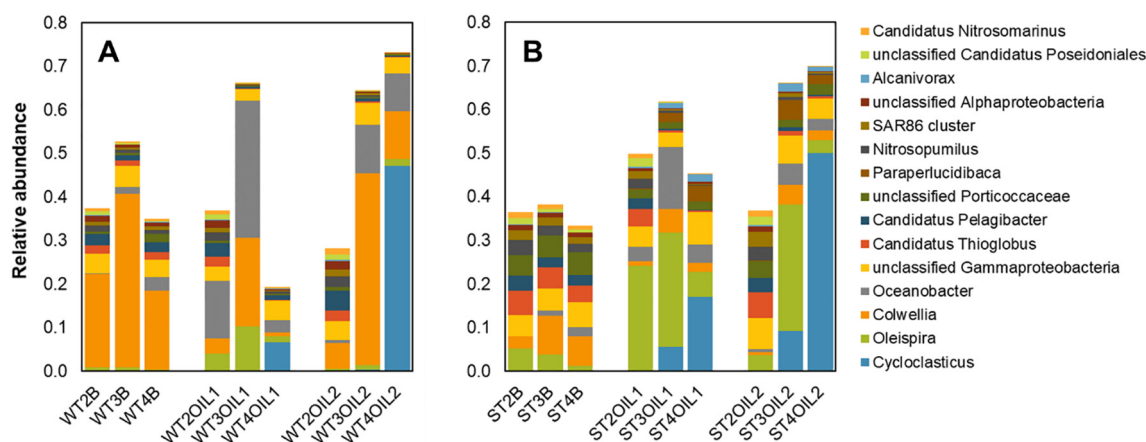 Relative abundance
A
0.8
0.7
0.6
0.5
0.4
0.3
0.2
0.1
0.0
WT2B
WT3B
WT4B
WT2OIL1
WT3OIL1
WT4OIL1
WT2OIL2
WT3OIL2
WT4OIL2
B
0.8
0.7
0.6
0.5
0.4
0.3
0.2
0.1
0.0
ST2B
ST3B
ST4B
ST2OIL1
ST3OIL1
ST4OIL1
ST2OIL2
ST3OIL2
ST4OIL2
Candidatus Nitrosomarinus
unclassified Candidatus Poseidoniales
Alcanivorax
unclassified Alphaproteobacteria
SAR86 cluster
Nitrosopumilus
Paraperlucidibaca
unclassified Porticoccaceae
Candidatus Pelagibacter
Candidatus Thioglobus
unclassified Gammaproteobacteria
Oceanobacter
Colwellia
Oleispira
Cycloclasticus